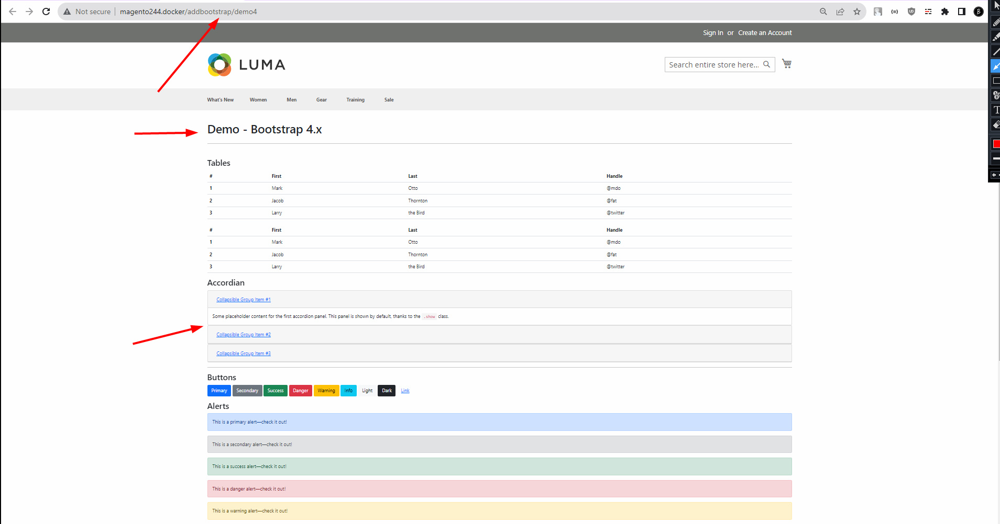 Not secure | magento244.docker/addbootstrap/demo4
Sign In or Create an Account
LUMA
Search entire store here...
What's New Women Men Gear Training Sale
Demo - Bootstrap 4.x
Tables
# First Last Handle
1 Mark Otto @mdo
2 Jacob Thornton @fat
3 Larry the Bird @twitter
# First Last Handle
1 Mark Otto @mdo
2 Jacob Thornton @fat
3 Larry the Bird @twitter
Accordian
Collapsible Group Item #1
Some placeholder content for the first accordion panel. This panel is shown by default, thanks to the .show class.
Collapsible Group Item #2
Collapsible Group Item #3
Buttons
Primary Secondary Success Danger Warning Info Light Dark Link
Alerts
This is a primary alert—check it out!
This is a secondary alert—check it out!
This is a success alert—check it out!
This is a danger alert—check it out!
This is a warning alert—check it out!